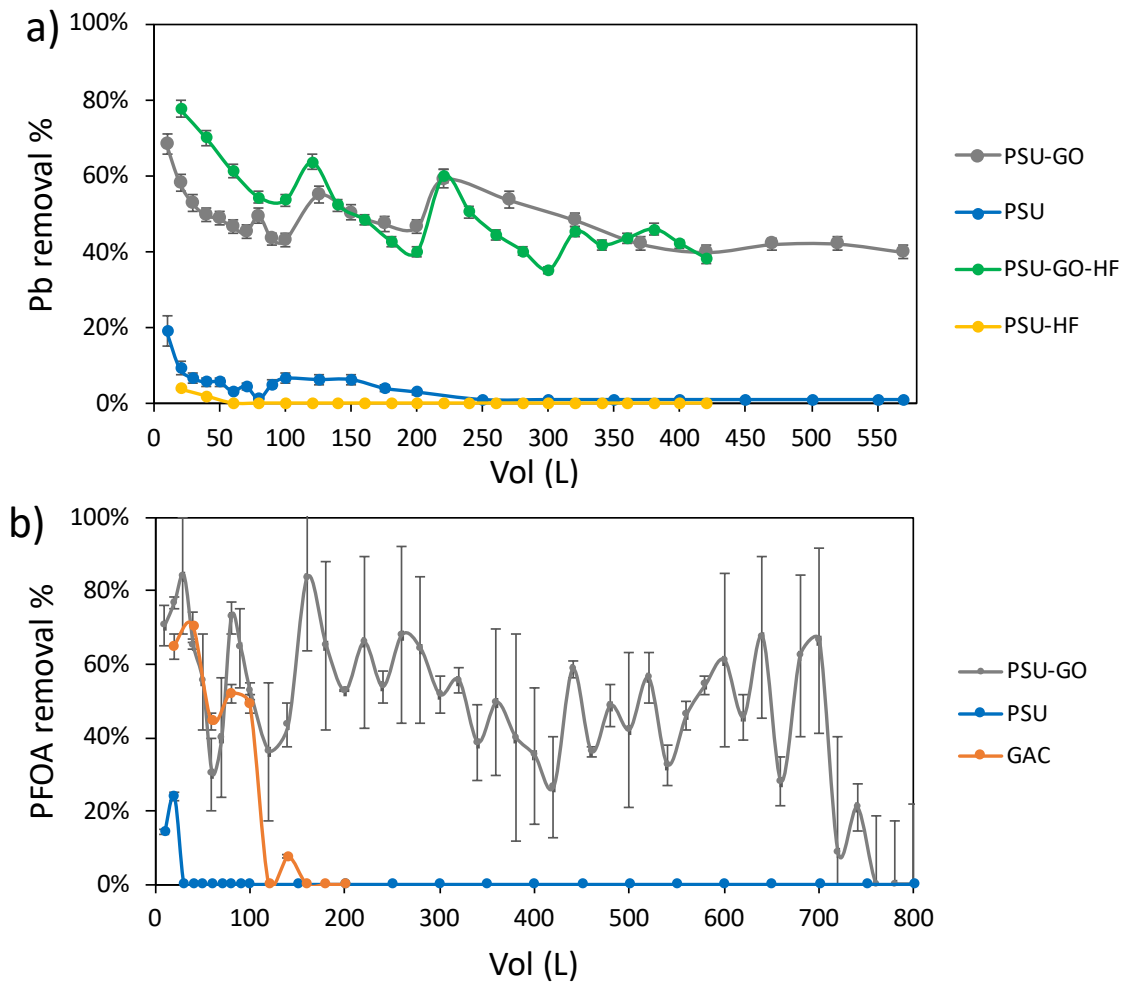 a)
100%
80%
60%
40%
20%
0%
Pb removal %
0 50 100 150 200 250 300 350 400 450 500 550
Vol (L)
PSU-GO
PSU
PSU-GO-HF
PSU-HF
b)
100%
80%
60%
40%
20%
0%
PFOA removal %
0 100 200 300 400 500 600 700 800
Vol (L)
PSU-GO
PSU
GAC